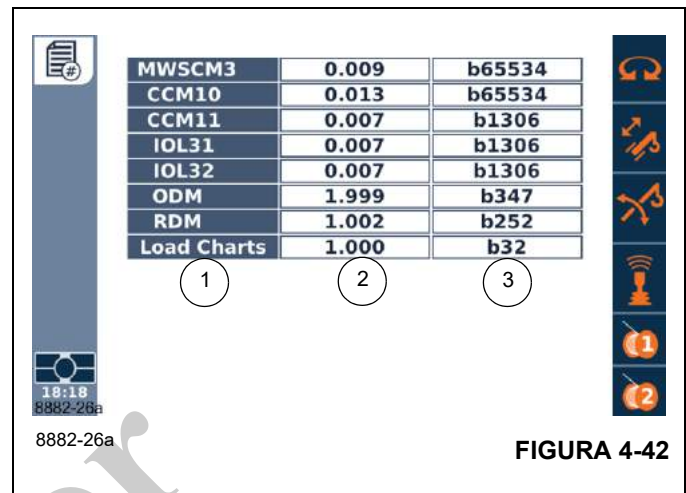 #
MWSCM3 0.009 b65534
CCM10 0.013 b65534
CCM11 0.007 b1306
IOL31 0.007 b1306
IOL32 0.007 b1306
ODM 1.999 b347
RDM 1.002 b252
Load Charts 1.000 b32
1 2 3
1
2
18:18
8882-26a
8882-26a
FIGURA 4-42